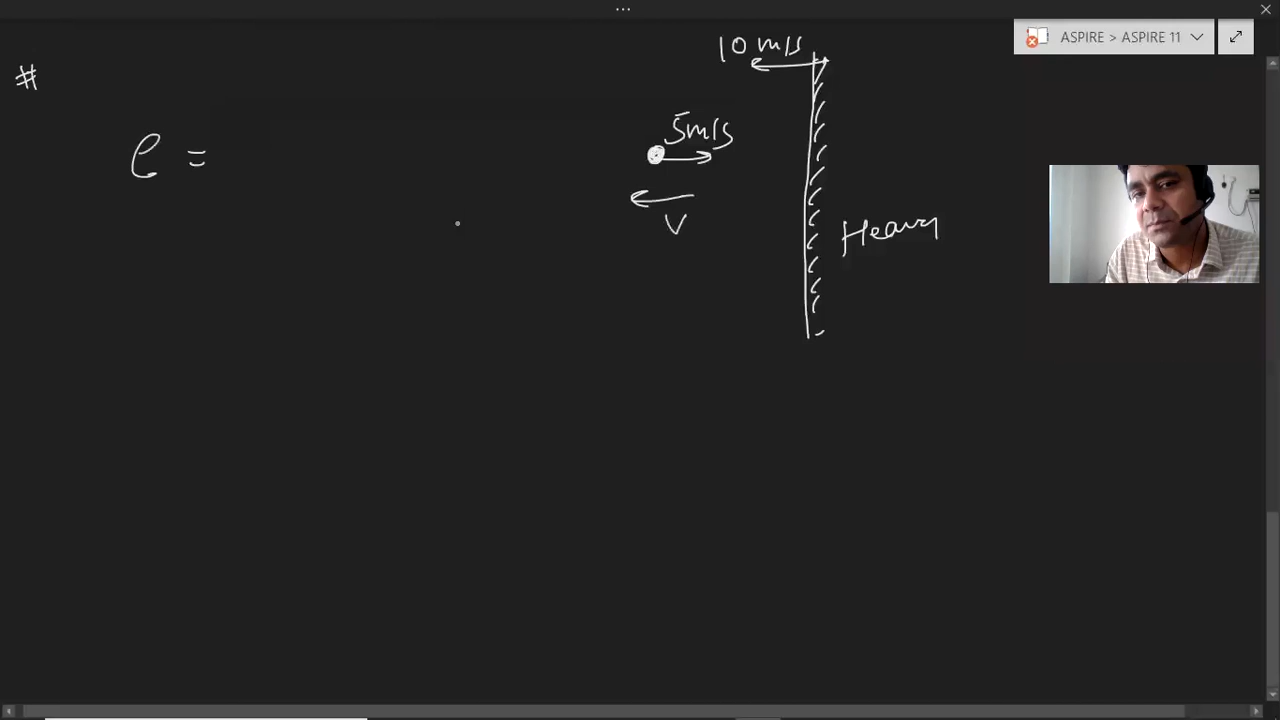 ASPIRE > ASPIRE 11
10 m/s
#
5m/s
e =
V
Heavy